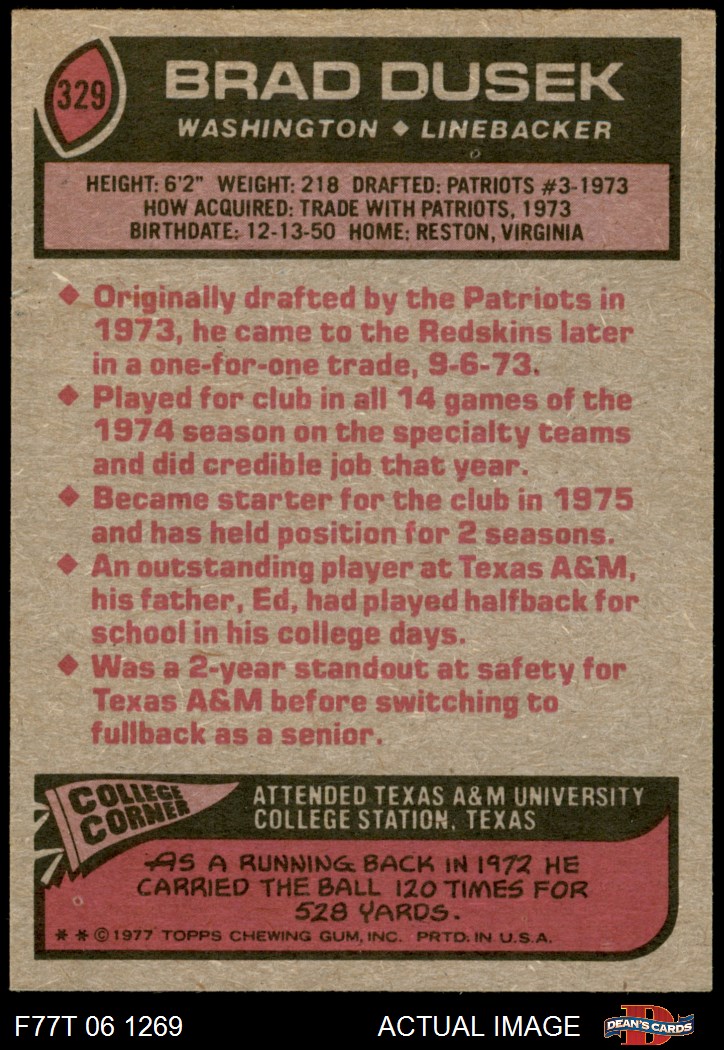 329
BRAD DUSEK
WASHINGTON ◆ LINEBACKER
HEIGHT: 6'2" WEIGHT: 218 DRAFTED: PATRIOTS #3-1973
HOW ACQUIRED: TRADE WITH PATRIOTS, 1973
BIRTHDATE: 12-13-50 HOME: RESTON, VIRGINIA
◆ Originally drafted by the Patriots in
1973, he came to the Redskins later
in a one-for-one trade, 9-6-73.
◆ Played for club in all 14 games of the
1974 season on the specialty teams
and did credible job that year.
◆ Became starter for the club in 1975
and has held position for 2 seasons.
◆ An outstanding player at Texas A&M,
his father, Ed, had played halfback for
school in his college days.
◆ Was a 2-year standout at safety for
Texas A&M before switching to
fullback as a senior.
COLLEGE
CORNER
ATTENDED TEXAS A&M UNIVERSITY
COLLEGE STATION, TEXAS
AS A RUNNING BACK IN 1972 HE
CARRIED THE BALL 120 TIMES FOR
528 YARDS.
* * © 1977 TOPPS CHEWING GUM, INC. PRTD. IN U.S.A.
F77T 06 1269
ACTUAL IMAGE
D
DEAN'S CARDS